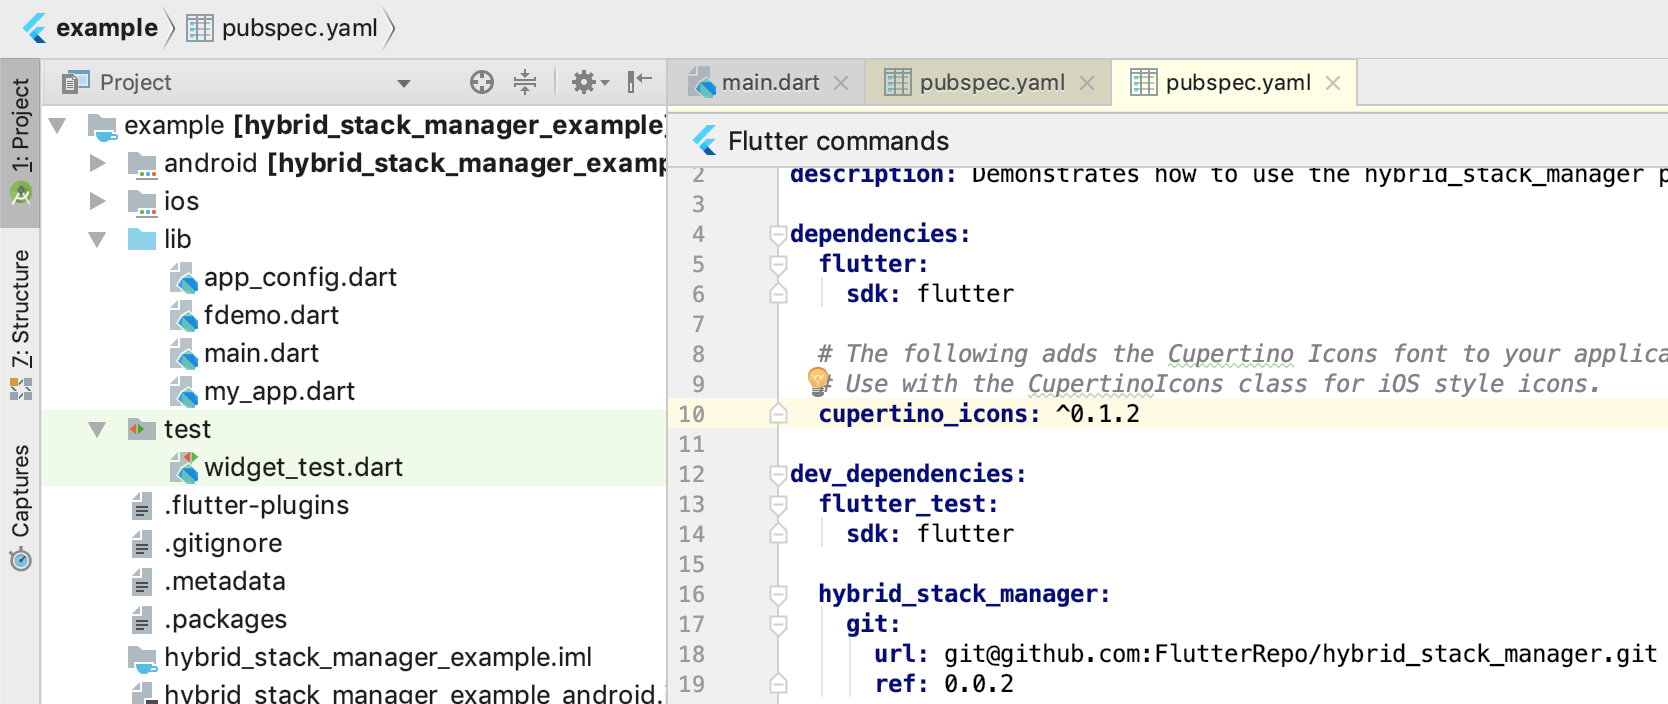 example
pubspec.yaml
1: Project
Z: Structure
Captures
Project
example [hybrid_stack_manager_example]
android [hybrid_stack_manager_examp
ios
lib
app_config.dart
fdemo.dart
main.dart
my_app.dart
test
widget_test.dart
.flutter-plugins
.gitignore
.metadata
.packages
hybrid_stack_manager_example.iml
hybrid_stack_manager_example_android.
main.dart
pubspec.yaml
pubspec.yaml
Flutter commands
2 description: Demonstrates how to use the hybrid_stack_manager p
3
4 dependencies:
5 flutter:
6 sdk: flutter
7
8 # The following adds the Cupertino Icons font to your applica
9 # Use with the CupertinoIcons class for iOS style icons.
10 cupertino_icons: ^0.1.2
11
12 dev_dependencies:
13 flutter_test:
14 sdk: flutter
15
16 hybrid_stack_manager:
17 git:
18 url: git@github.com:FlutterRepo/hybrid_stack_manager.git
19 ref: 0.0.2